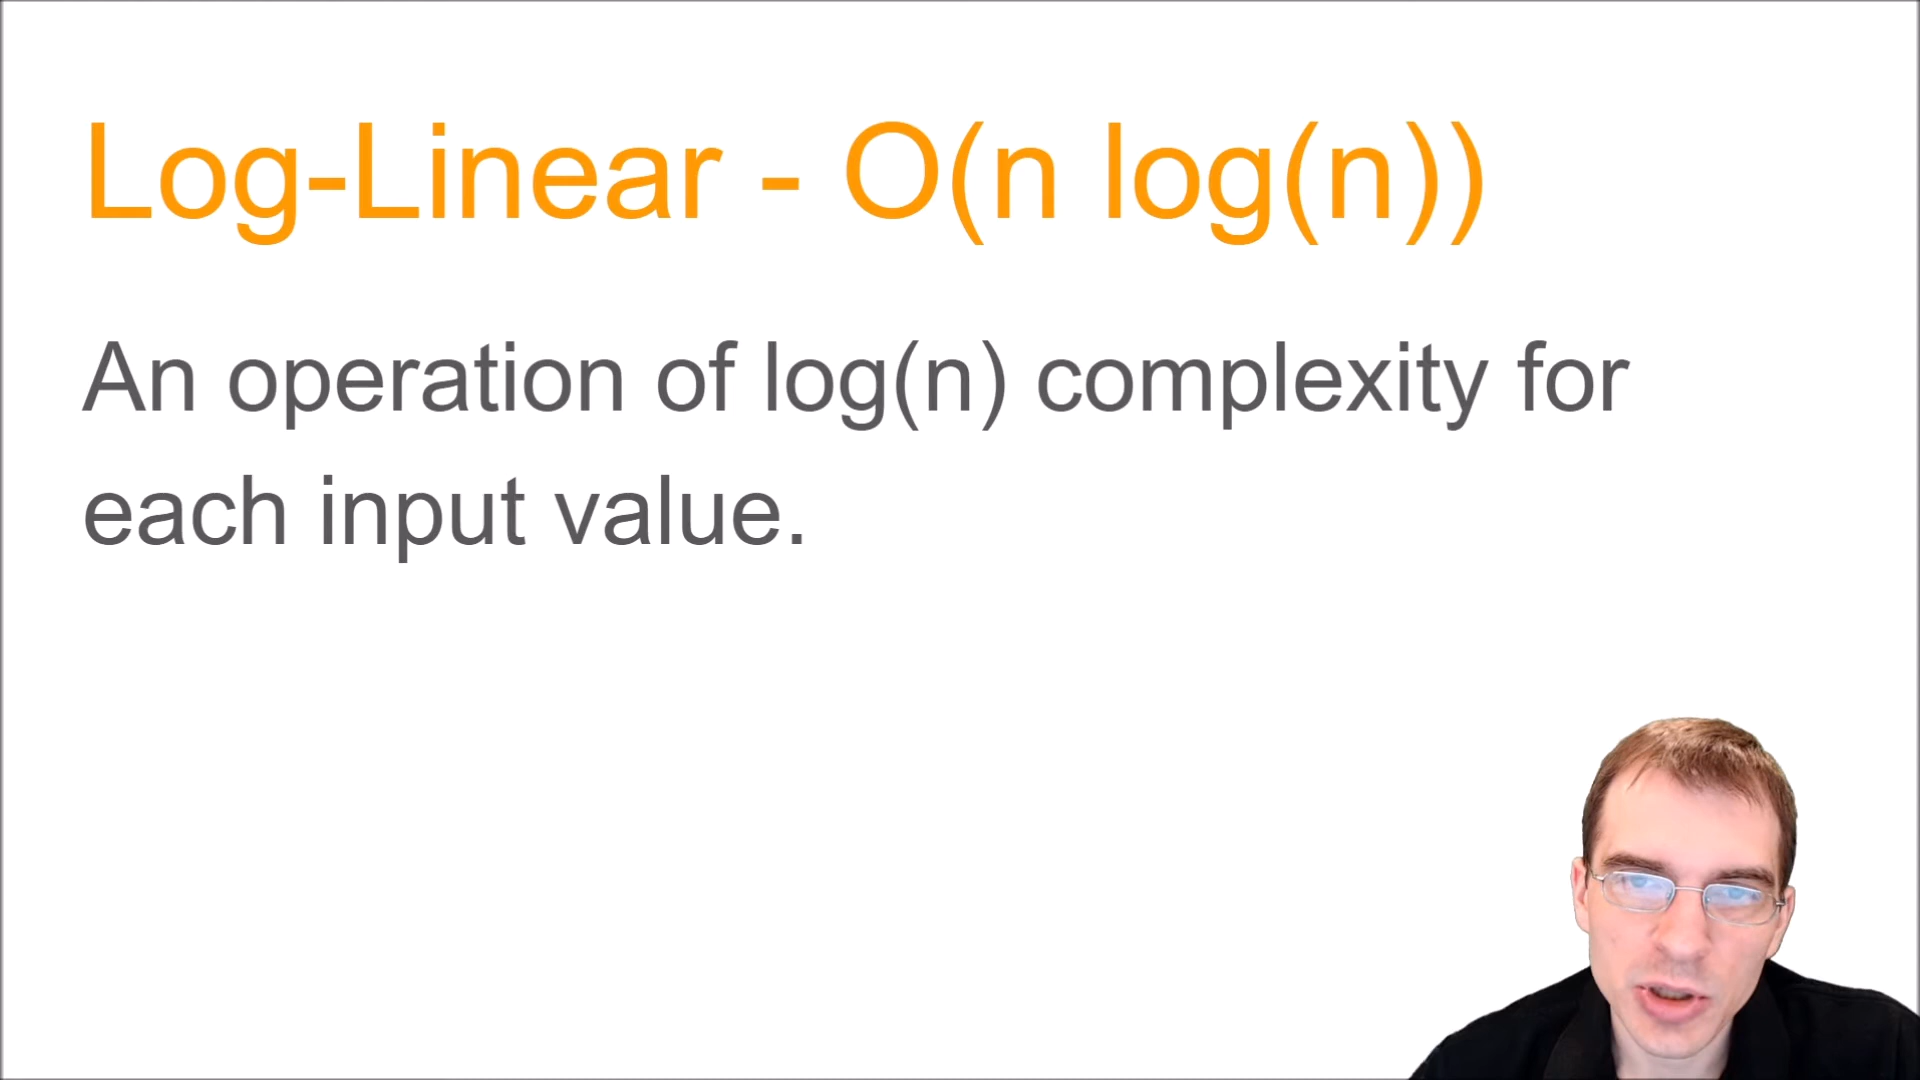 Log-Linear - O(n log(n))
An operation of log(n) complexity for
each input value.